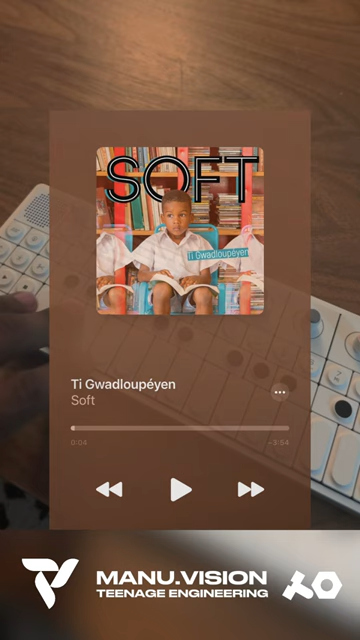 SOFT
Ti Gwadloupéyen
Ti Gwadloupéyen
Soft
0:04
-3:54
MANU.VISION
TEENAGE ENGINEERING